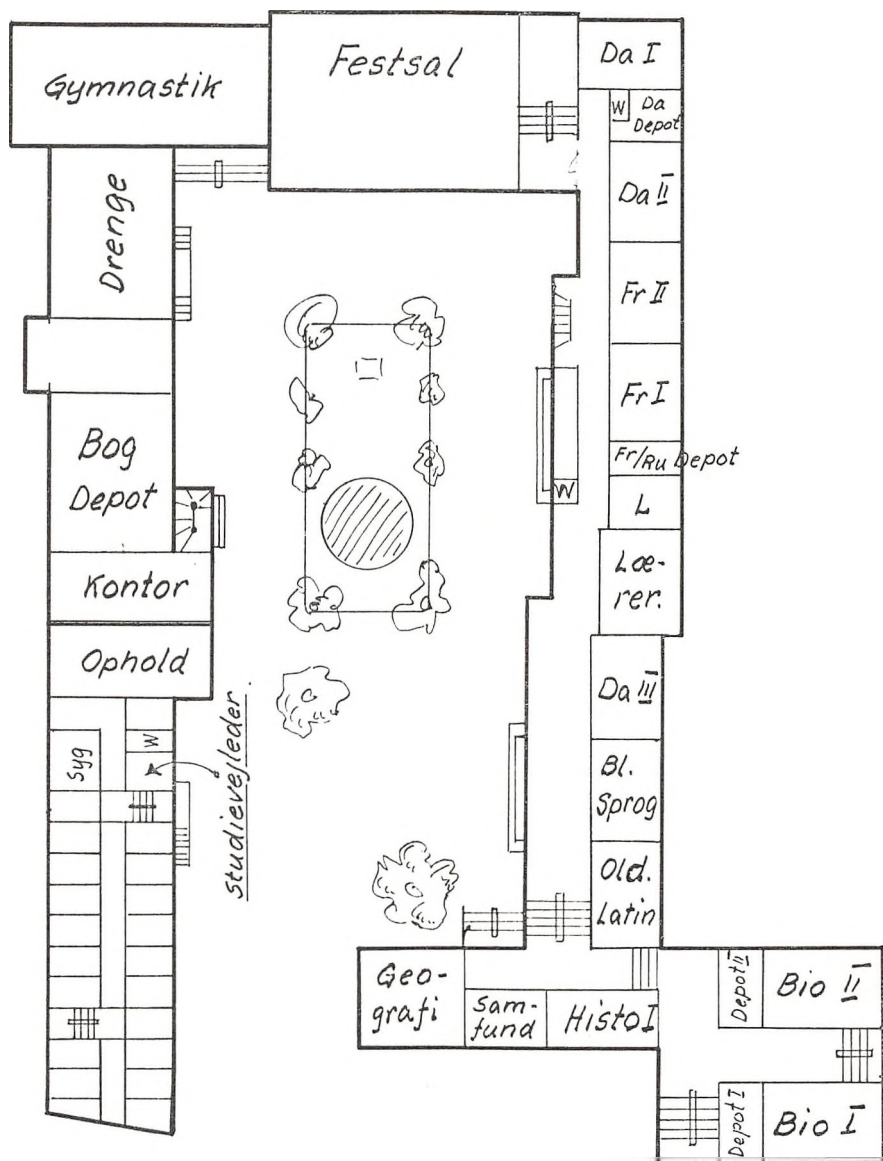 Gymnastik
Festsal
Da I
W
Da
Depot
Drenge
Da II
Fr II
Fr I
Bog
Depot
Fr/Ru Depot
W
L
Kontor
Læ-
rer.
Ophold
Da III
W
Syg
studievejleder.
Bl.
Sprog
Old.
Latin
Geo-
grafi
Sam-
fund
Histo I
Depot II
Bio II
Depot I
Bio I